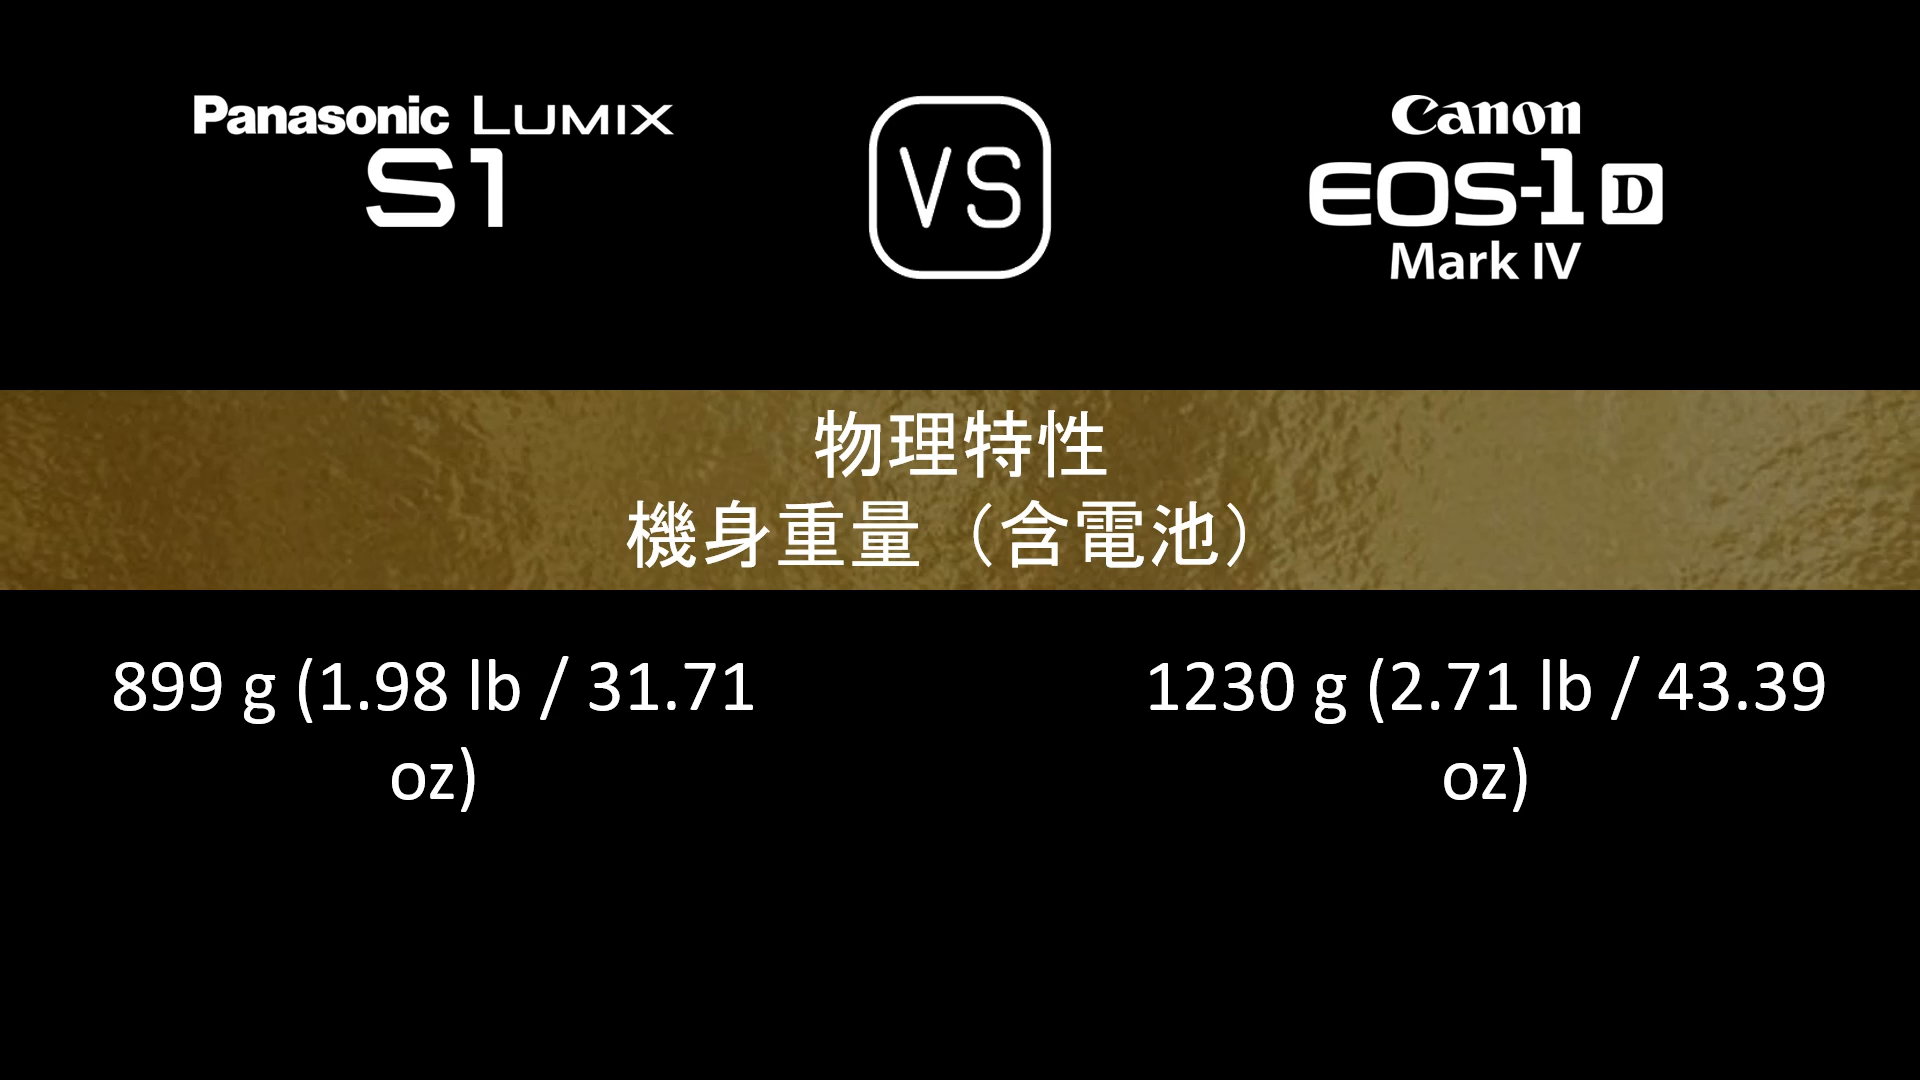 Panasonic LUMIX
S1
VS
Canon
EOS-1 D
Mark IV
物理特性
機身重量（含電池）
899 g (1.98 lb / 31.71
oz)
1230 g (2.71 lb / 43.39
oz)